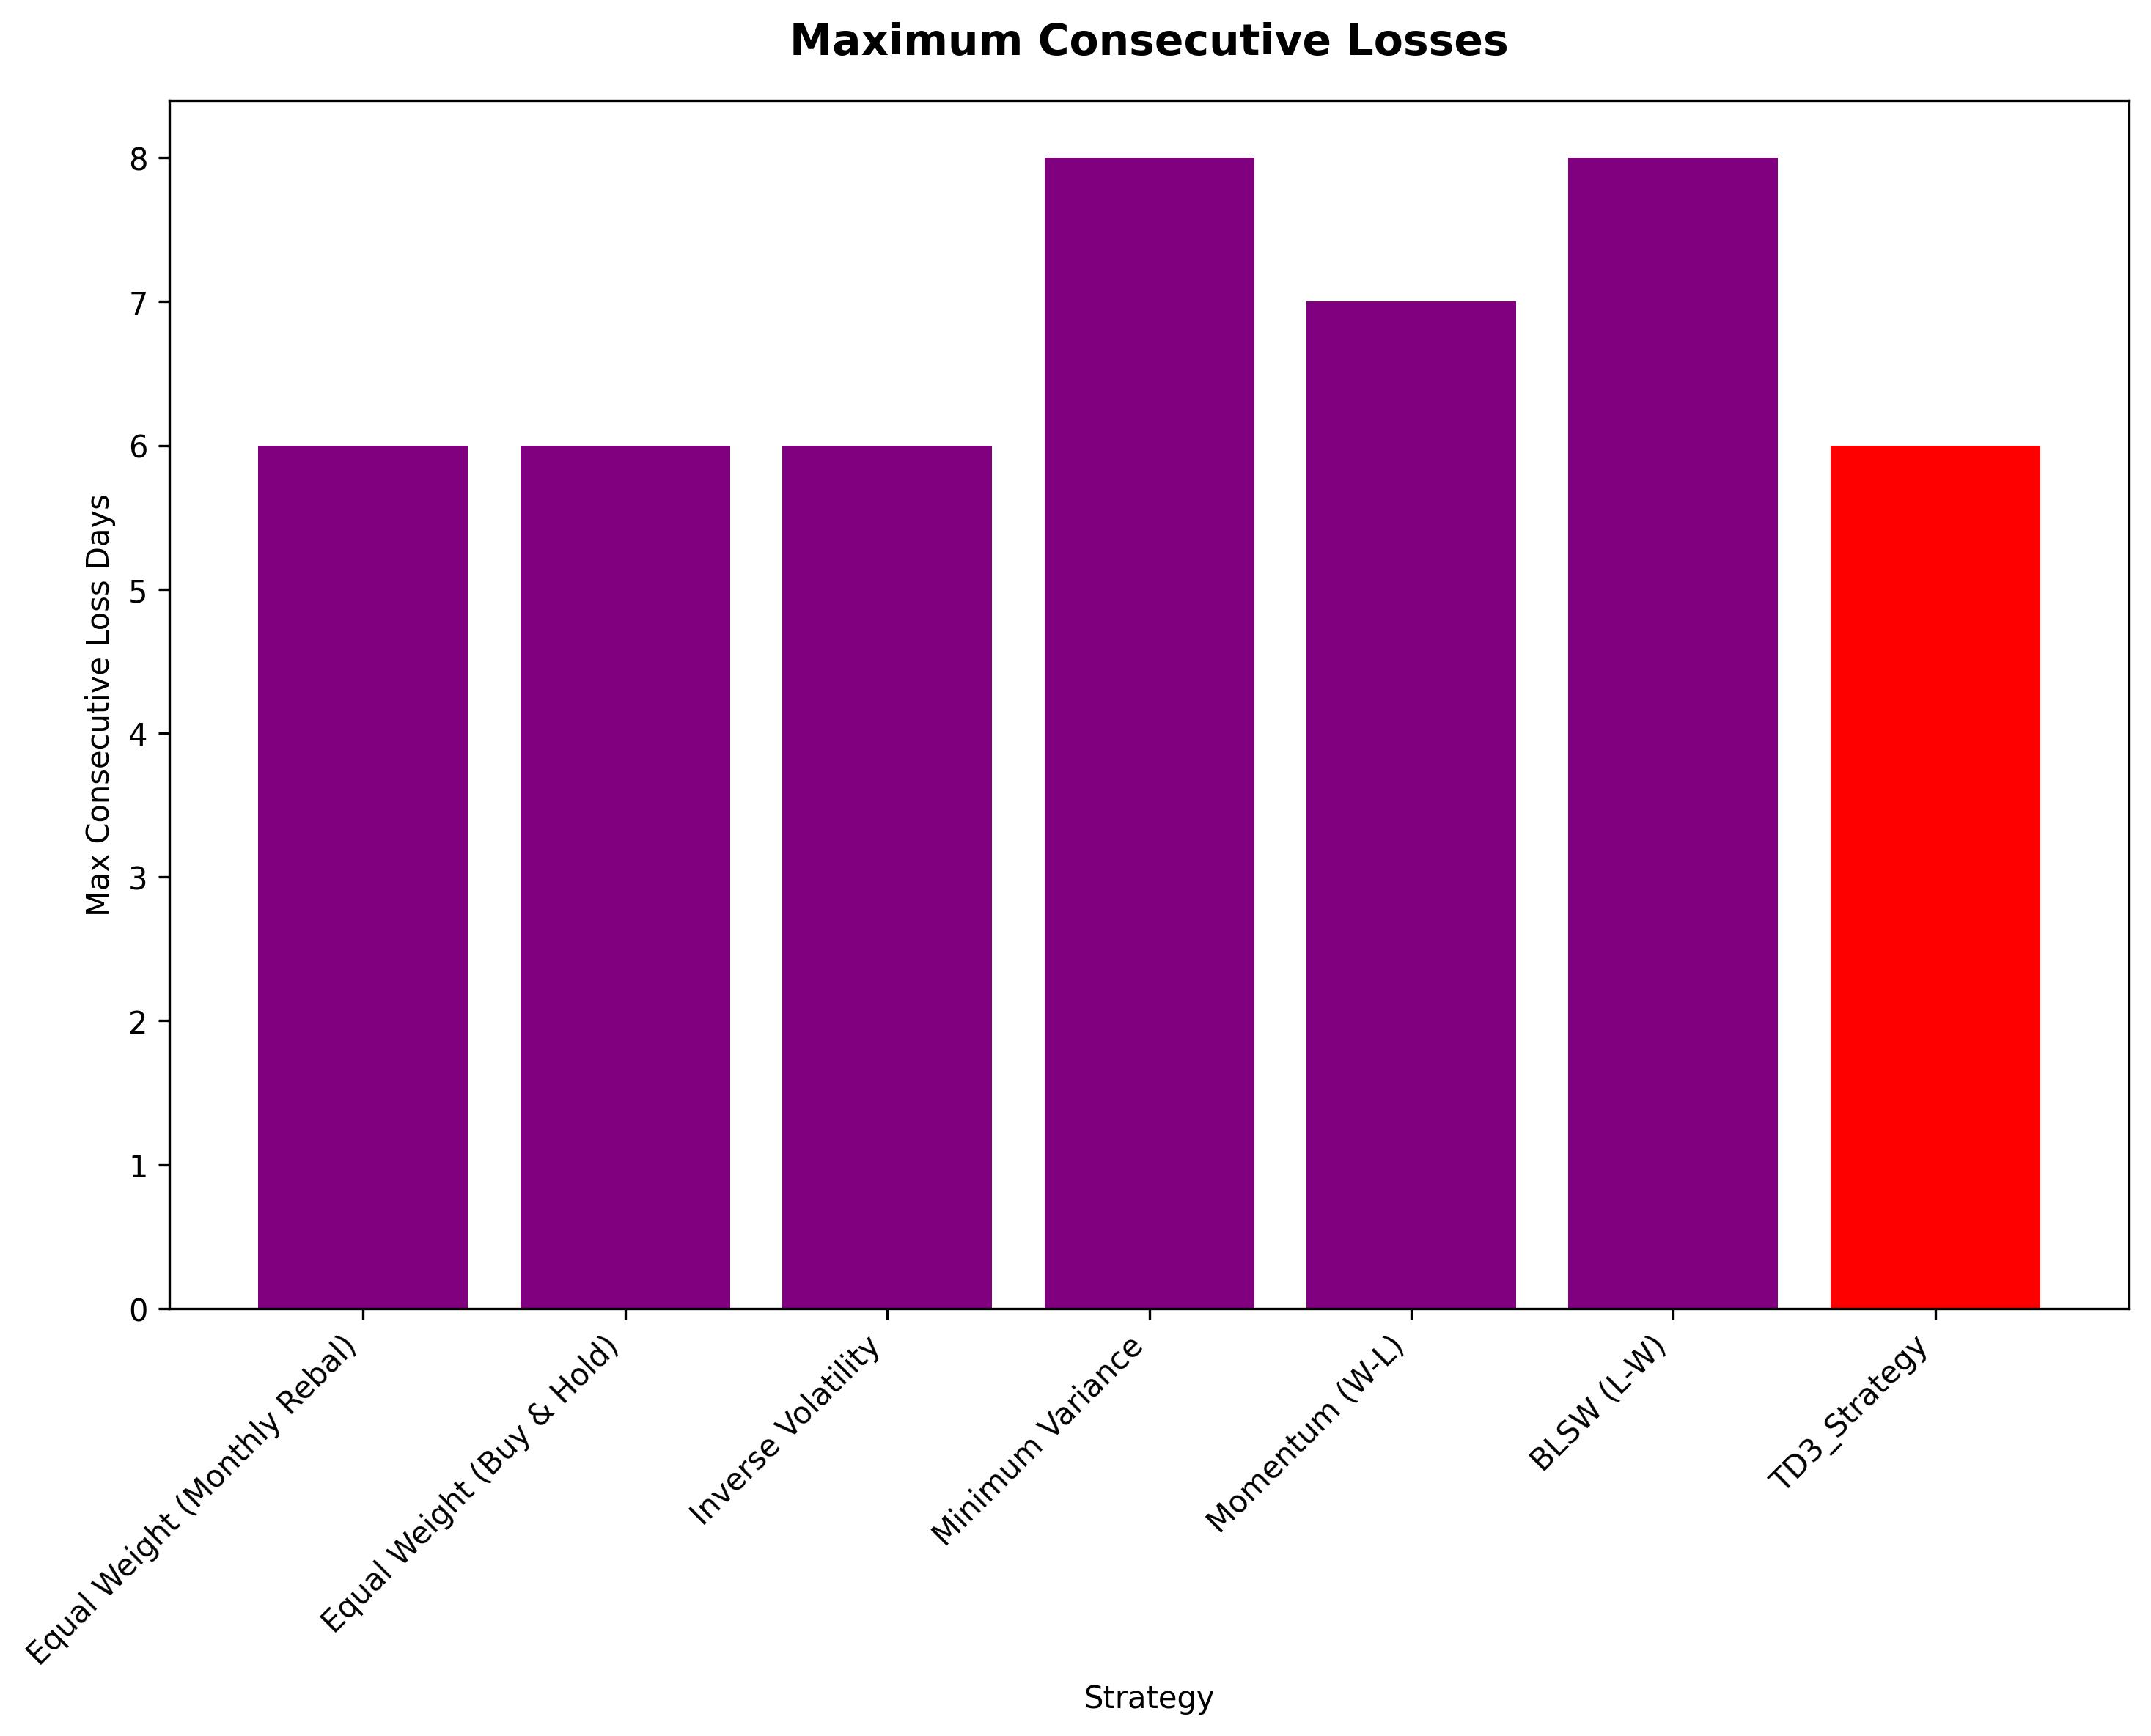 Maximum Consecutive Losses
Max Consecutive Loss Days
8
7
6
5
4
3
2
1
0
Equal Weight (Monthly Rebal)
Equal Weight (Buy & Hold)
Inverse Volatility
Minimum Variance
Momentum (W-L)
BLSW (L-W)
TD3_Strategy
Strategy